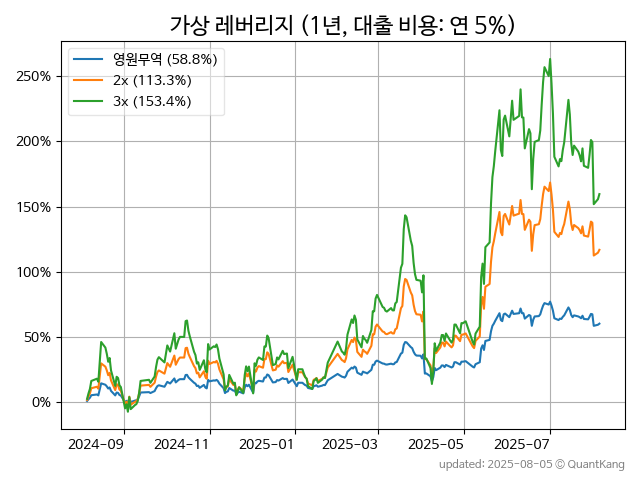 가상 레버리지 (1년, 대출 비용: 연 5%)
영원무역 (58.8%)
2x (113.3%)
3x (153.4%)
250%
200%
150%
100%
50%
0%
2024-09 2024-11 2025-01 2025-03 2025-05 2025-07
updated: 2025-08-05 © QuantKang